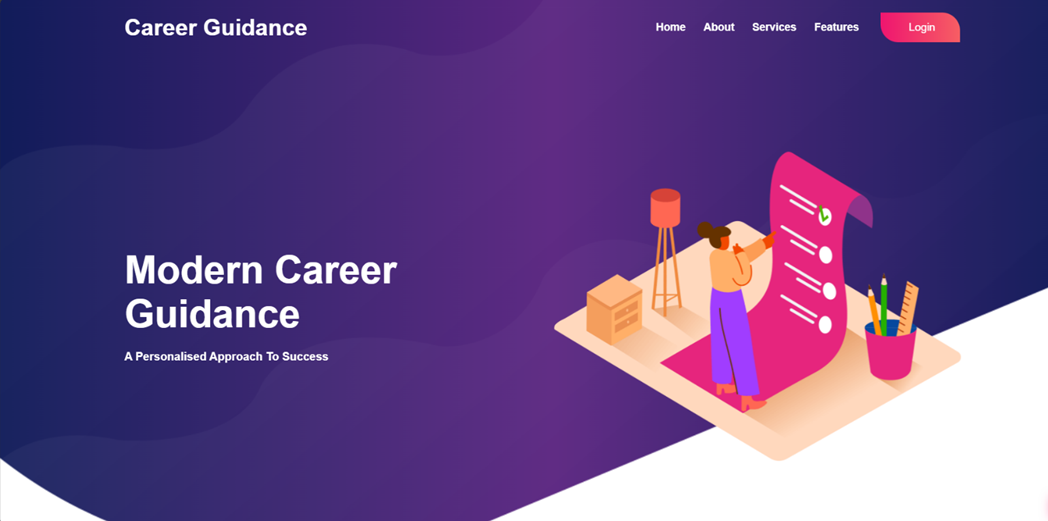 Career Guidance
Home About Services Features Login
Modern Career
Guidance
A Personalised Approach To Success